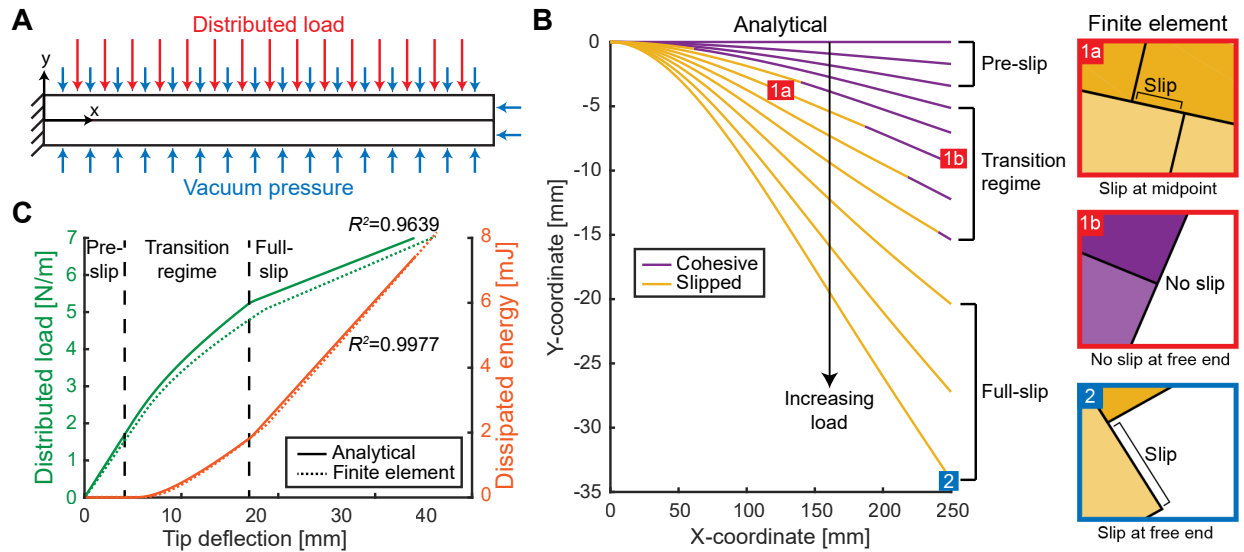 A
Distributed load
y
x
Vacuum pressure
B
Analytical
Y-coordinate [mm]
0
-5
-10
-15
-20
-25
-30
-35
0
50
100
150
200
250
X-coordinate [mm]
1a
1b
2
Cohesive
Slipped
Increasing
load
Pre-slip
Transition
regime
Full-slip
Finite element
1a
Slip
Slip at midpoint
1b
No slip
No slip at free end
2
Slip
Slip at free end
C
Distributed load [N/m]
7
6
5
4
3
2
1
0
Pre-
slip
Transition
regime
Full-
slip
R²=0.9639
R²=0.9977
Analytical
Finite element
8
6
4
2
0
Dissipated energy [mJ]
0
10
20
30
40
Tip deflection [mm]